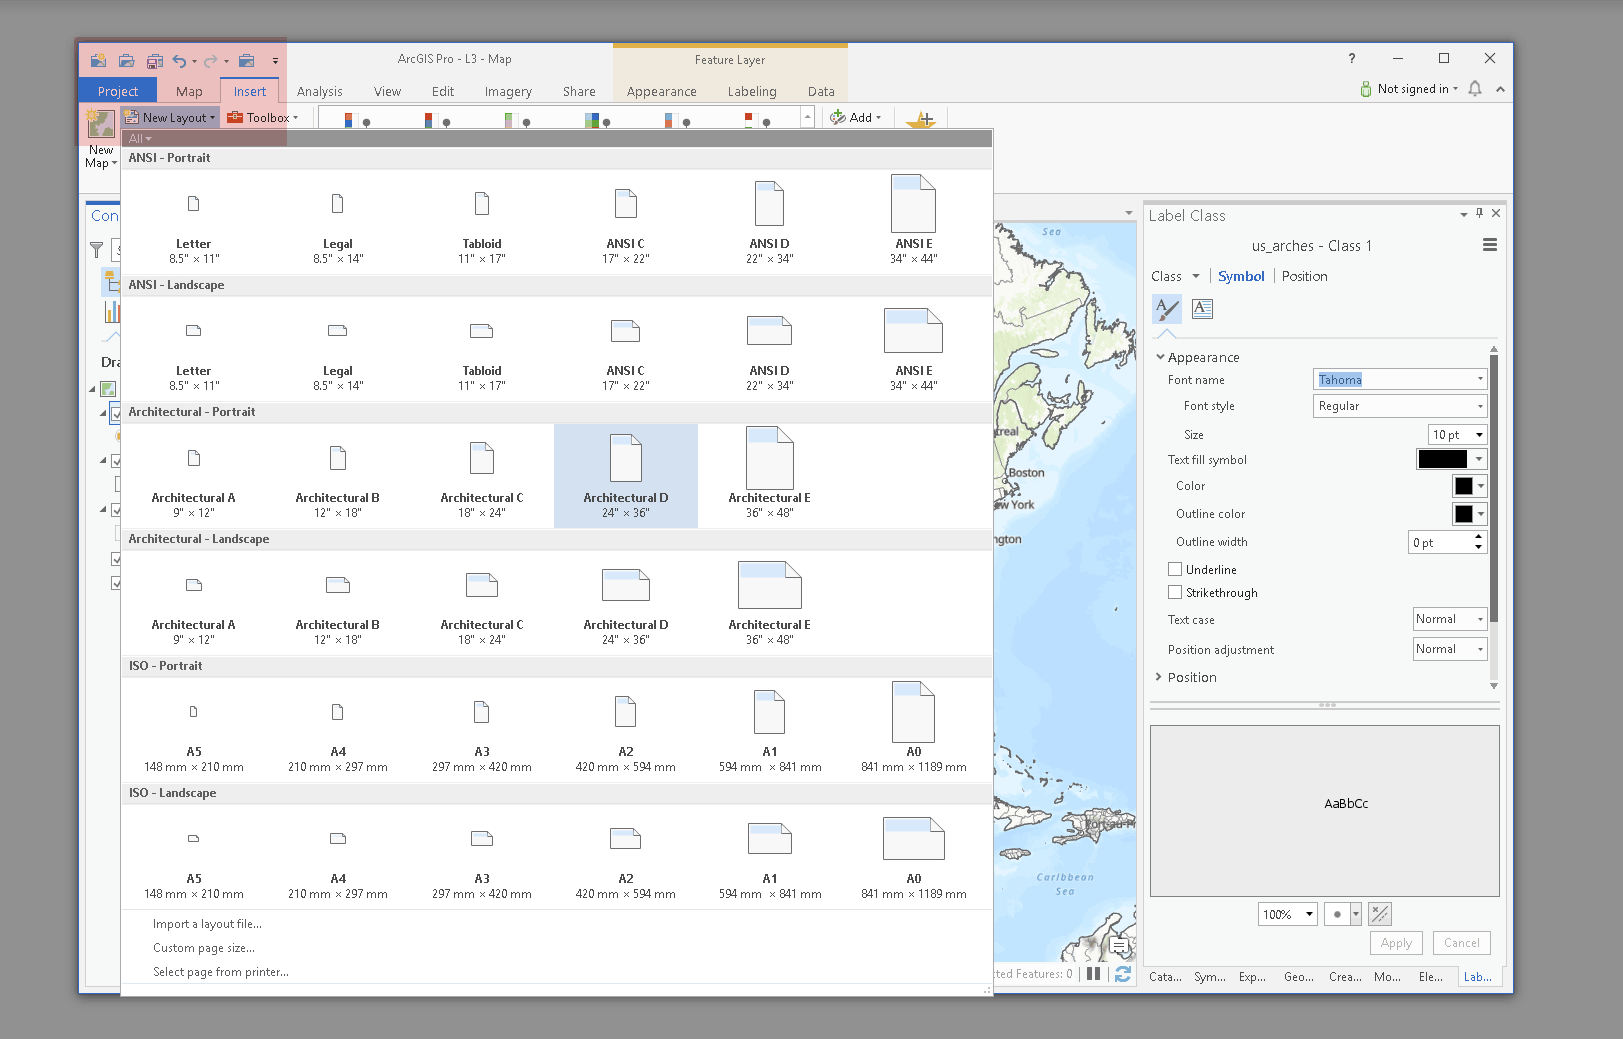 ArcGIS Pro - L3 - Map
Feature Layer
?
Project Map Insert Analysis View Edit Imagery Share Appearance Labeling Data
Not signed in
New Layout Toolbox Add
New
Map
All
ANSI - Portrait
Letter Legal Tabloid ANSI C ANSI D ANSI E
8.5" × 11" 8.5" × 14" 11" × 17" 17" × 22" 22" × 34" 34" × 44"
ANSI - Landscape
Letter Legal Tabloid ANSI C ANSI D ANSI E
8.5" × 11" 8.5" × 14" 11" × 17" 17" × 22" 22" × 34" 34" × 44"
Architectural - Portrait
Architectural A Architectural B Architectural C Architectural D Architectural E
9" × 12" 12" × 18" 18" × 24" 24" × 36" 36" × 48"
Architectural - Landscape
Architectural A Architectural B Architectural C Architectural D Architectural E
9" × 12" 12" × 18" 18" × 24" 24" × 36" 36" × 48"
ISO - Portrait
A5 A4 A3 A2 A1 A0
148 mm × 210 mm 210 mm × 297 mm 297 mm × 420 mm 420 mm × 594 mm 594 mm × 841 mm 841 mm × 1189 mm
ISO - Landscape
A5 A4 A3 A2 A1 A0
148 mm × 210 mm 210 mm × 297 mm 297 mm × 420 mm 420 mm × 594 mm 594 mm × 841 mm 841 mm × 1189 mm
Import a layout file...
Custom page size...
Select page from printer...
Con
Dra
Sea
treal
Boston
ew York
ngton
Port-au-Pr
Caribbean
Sea
cted Features: 0
Label Class
us_arches - Class 1
Class Symbol Position
Appearance
Font name Tahoma
Font style Regular
Size 10 pt
Text fill symbol
Color
Outline color
Outline width 0 pt
Underline
Strikethrough
Text case Normal
Position adjustment Normal
Position
AaBbCc
100%
Apply Cancel
Cata... Sym... Exp... Geo... Crea... Mo... Ele... Lab...